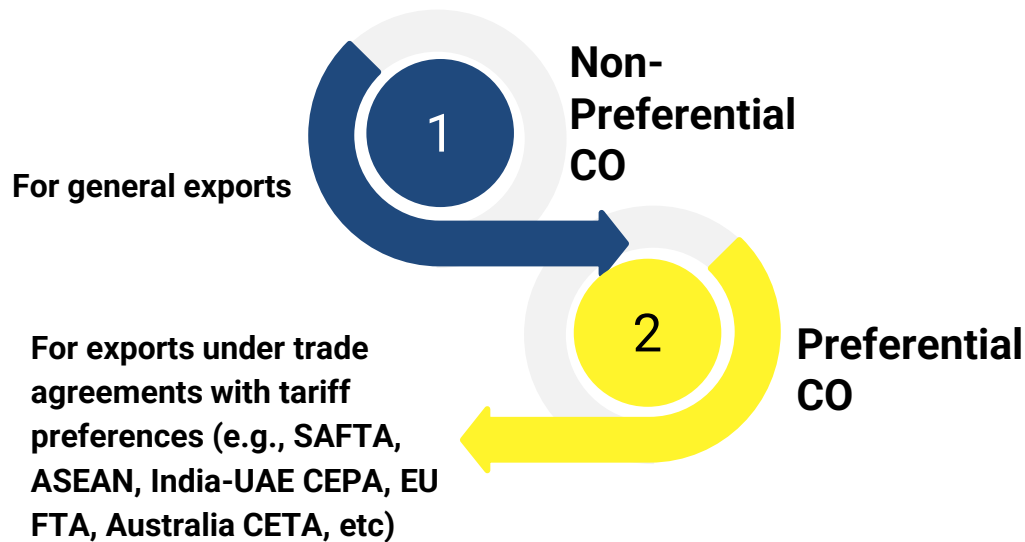 1
Non-
Preferential
CO
For general exports
2
Preferential
CO
For exports under trade
agreements with tariff
preferences (e.g., SAFTA,
ASEAN, India-UAE CEPA, EU
FTA, Australia CETA, etc)